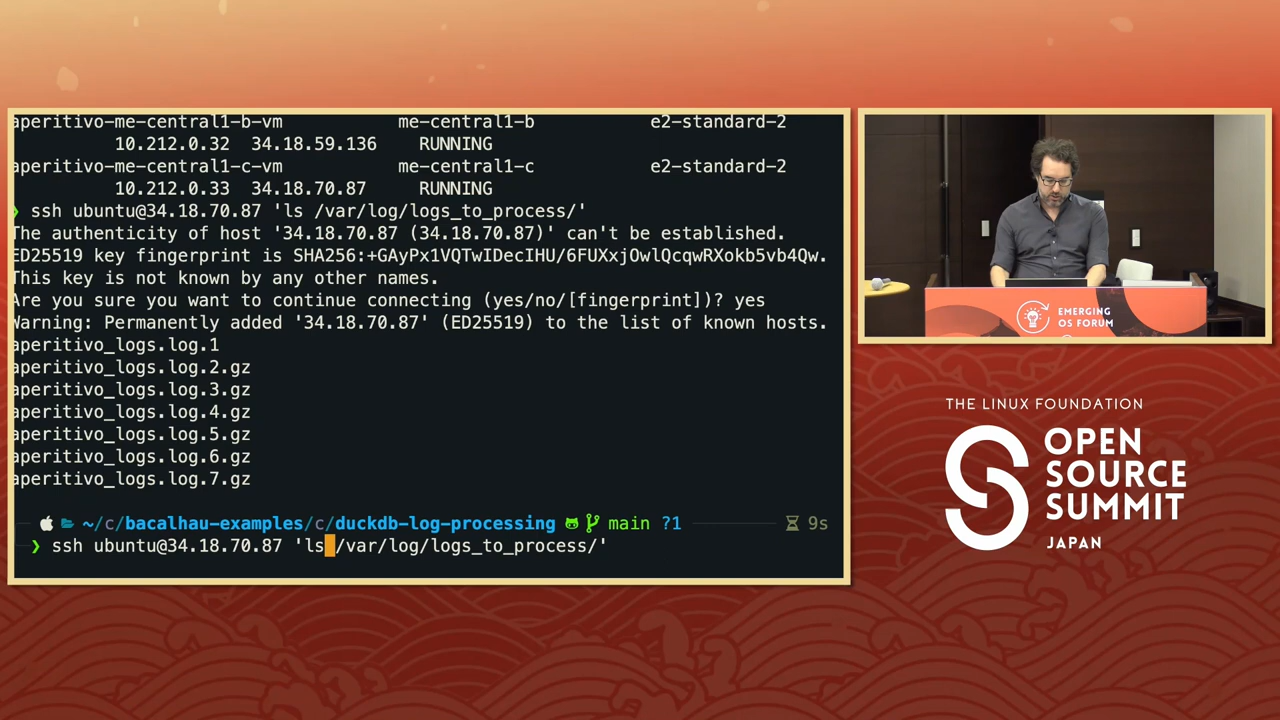 aperitivo-me-central1-b-vm me-central1-b e2-standard-2
10.212.0.32 34.18.59.136 RUNNING
aperitivo-me-central1-c-vm me-central1-c e2-standard-2
10.212.0.33 34.18.70.87 RUNNING
❯ ssh ubuntu@34.18.70.87 'ls /var/log/logs_to_process/'
The authenticity of host '34.18.70.87 (34.18.70.87)' can't be established.
ED25519 key fingerprint is SHA256:+GAyPx1VQTwIDecIHU/6FUXxjOwlQcqwRXokb5vb4Qw.
This key is not known by any other names.
Are you sure you want to continue connecting (yes/no/[fingerprint])? yes
Warning: Permanently added '34.18.70.87' (ED25519) to the list of known hosts.
aperitivo_logs.log.1
aperitivo_logs.log.2.gz
aperitivo_logs.log.3.gz
aperitivo_logs.log.4.gz
aperitivo_logs.log.5.gz
aperitivo_logs.log.6.gz
aperitivo_logs.log.7.gz
~/c/bacalhau-examples/c/duckdb-log-processing main ?1 9s
❯ ssh ubuntu@34.18.70.87 'ls /var/log/logs_to_process/'
EMERGING
OS FORUM
THE LINUX FOUNDATION
OPEN
SOURCE
SUMMIT
JAPAN